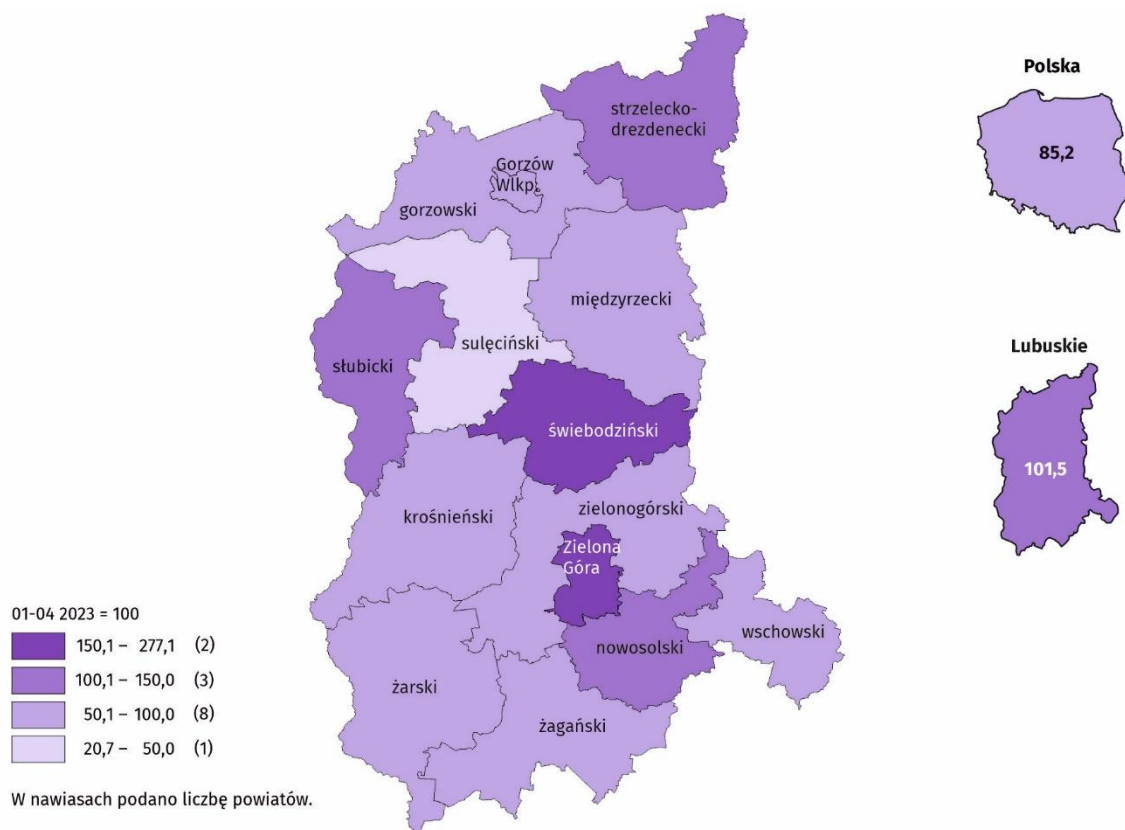 strzelecko-
drezdenecki
Gorzów
Wlkp.
gorzowski
międzyrzecki
sulęciński
słubicki
świebodziński
krośnieński
zielonogórski
Zielona
Góra
wschowski
nowosolski
żarski
żagański
Polska
85,2
Lubuskie
101,5
01-04 2023 = 100
150,1 – 277,1 (2)
100,1 – 150,0 (3)
50,1 – 100,0 (8)
20,7 – 50,0 (1)
W nawiasach podano liczbę powiatów.